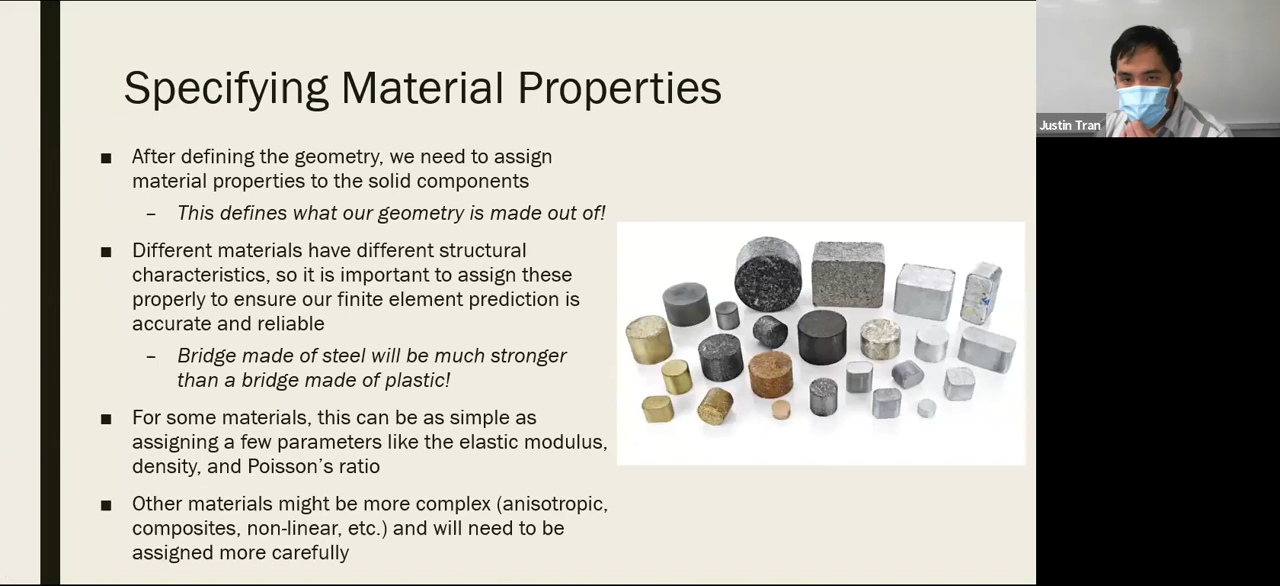 Specifying Material Properties
■ After defining the geometry, we need to assign
material properties to the solid components
– This defines what our geometry is made out of!
■ Different materials have different structural
characteristics, so it is important to assign these
properly to ensure our finite element prediction is
accurate and reliable
– Bridge made of steel will be much stronger
than a bridge made of plastic!
■ For some materials, this can be as simple as
assigning a few parameters like the elastic modulus,
density, and Poisson’s ratio
■ Other materials might be more complex (anisotropic,
composites, non-linear, etc.) and will need to be
assigned more carefully
Justin Tran